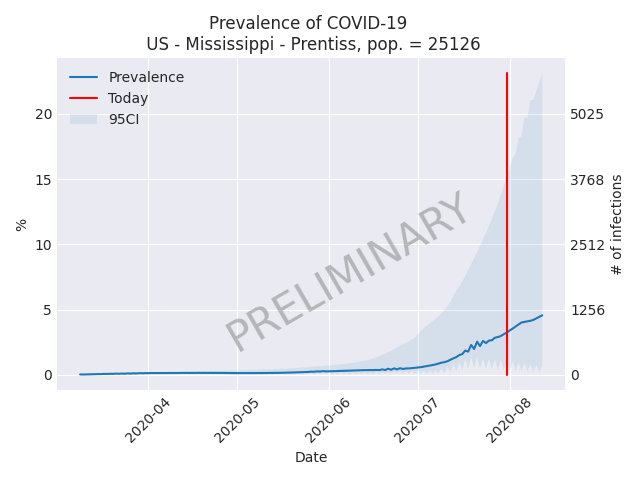 Prevalence of COVID-19
US - Mississippi - Prentiss, pop. = 25126
Prevalence
Today
95CI
20
15
10
5
0
%
5025
3768
2512
1256
0
# of infections
PRELIMINARY
2020-04
2020-05
2020-06
2020-07
2020-08
Date